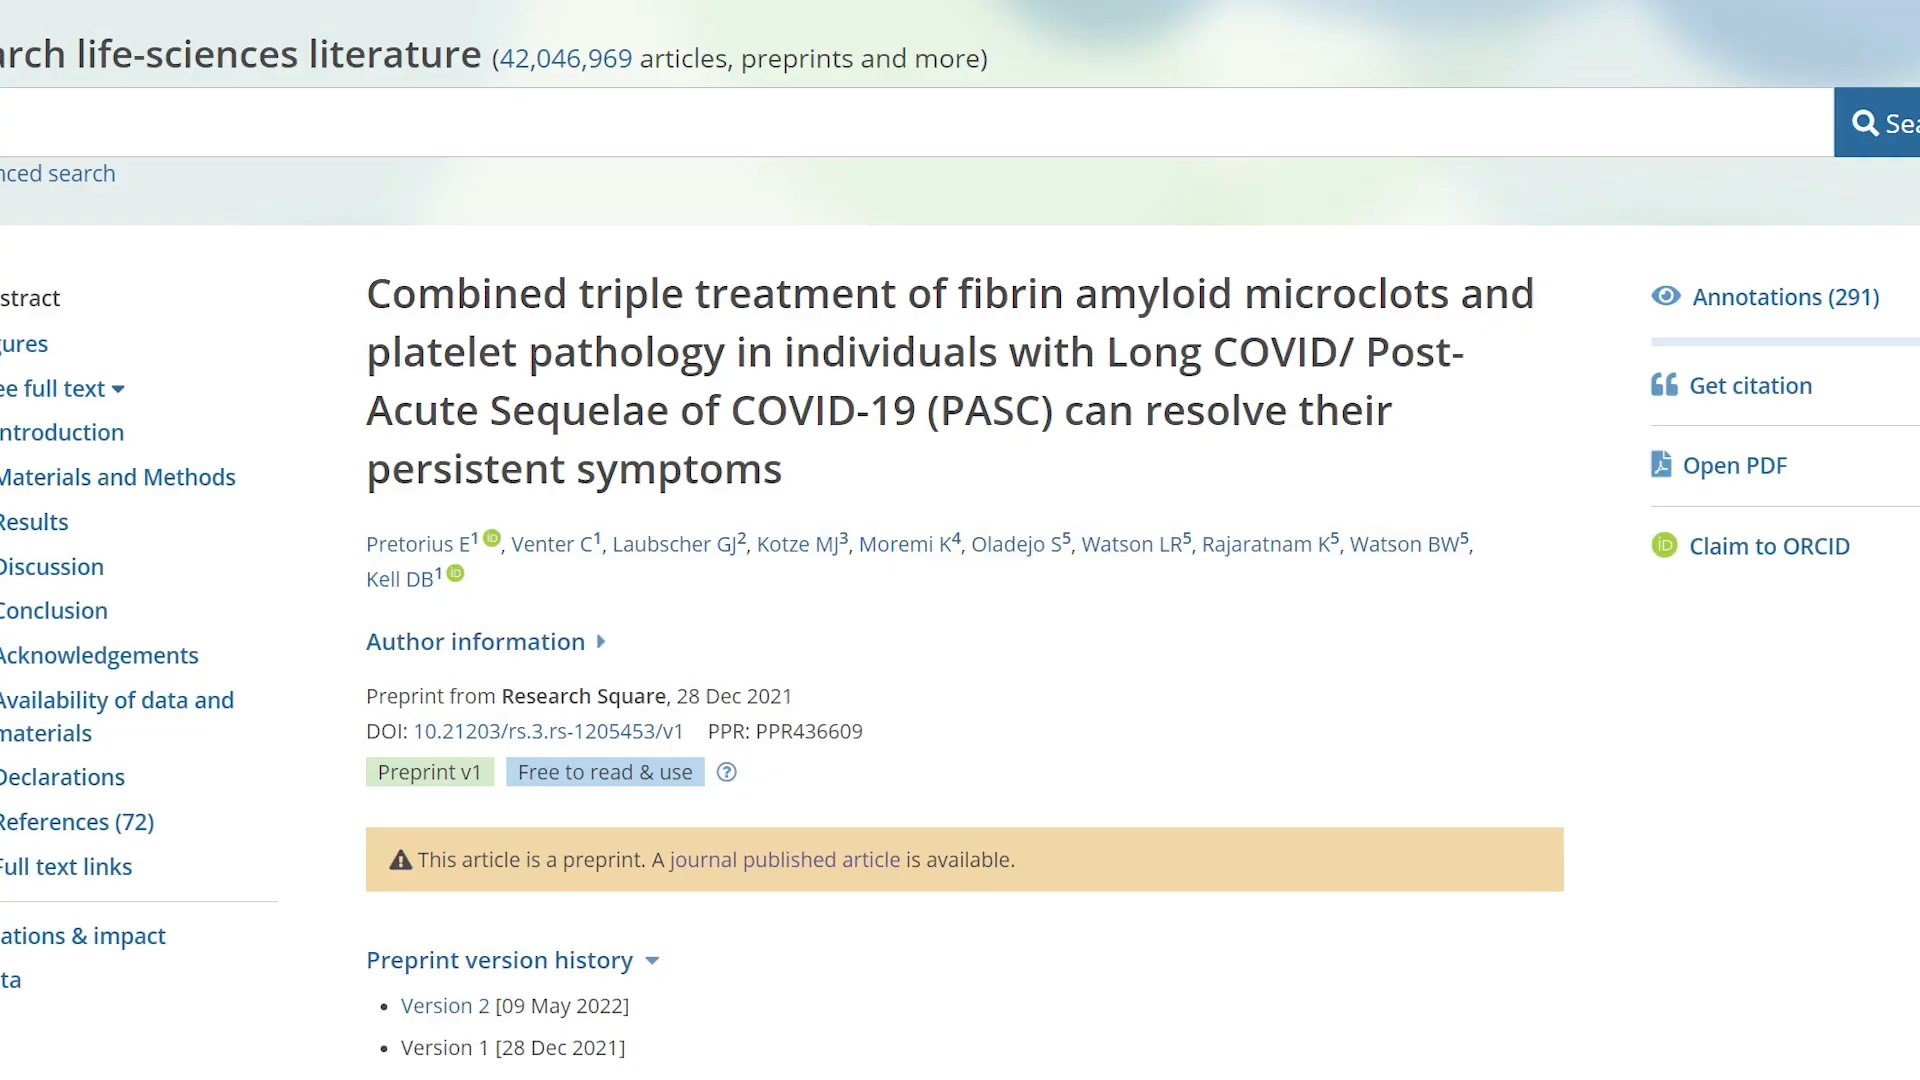 arch life-sciences literature (42,046,969 articles, preprints and more)
Sea
nced search
stract
gures
ee full text
Introduction
Materials and Methods
Results
Discussion
Conclusion
Acknowledgements
Availability of data and
materials
Declarations
References (72)
Full text links
ations & impact
ta
Combined triple treatment of fibrin amyloid microclots and
platelet pathology in individuals with Long COVID/ Post-
Acute Sequelae of COVID-19 (PASC) can resolve their
persistent symptoms
Pretorius E1 iD, Venter C1, Laubscher GJ2, Kotze MJ3, Moremi K4, Oladejo S5, Watson LR5, Rajaratnam K5, Watson BW5,
Kell DB1 iD
Author information
Preprint from Research Square, 28 Dec 2021
DOI: 10.21203/rs.3.rs-1205453/v1 PPR: PPR436609
Preprint v1 Free to read & use ?
This article is a preprint. A journal published article is available.
Preprint version history
• Version 2 [09 May 2022]
• Version 1 [28 Dec 2021]
Annotations (291)
Get citation
Open PDF
iD Claim to ORCID